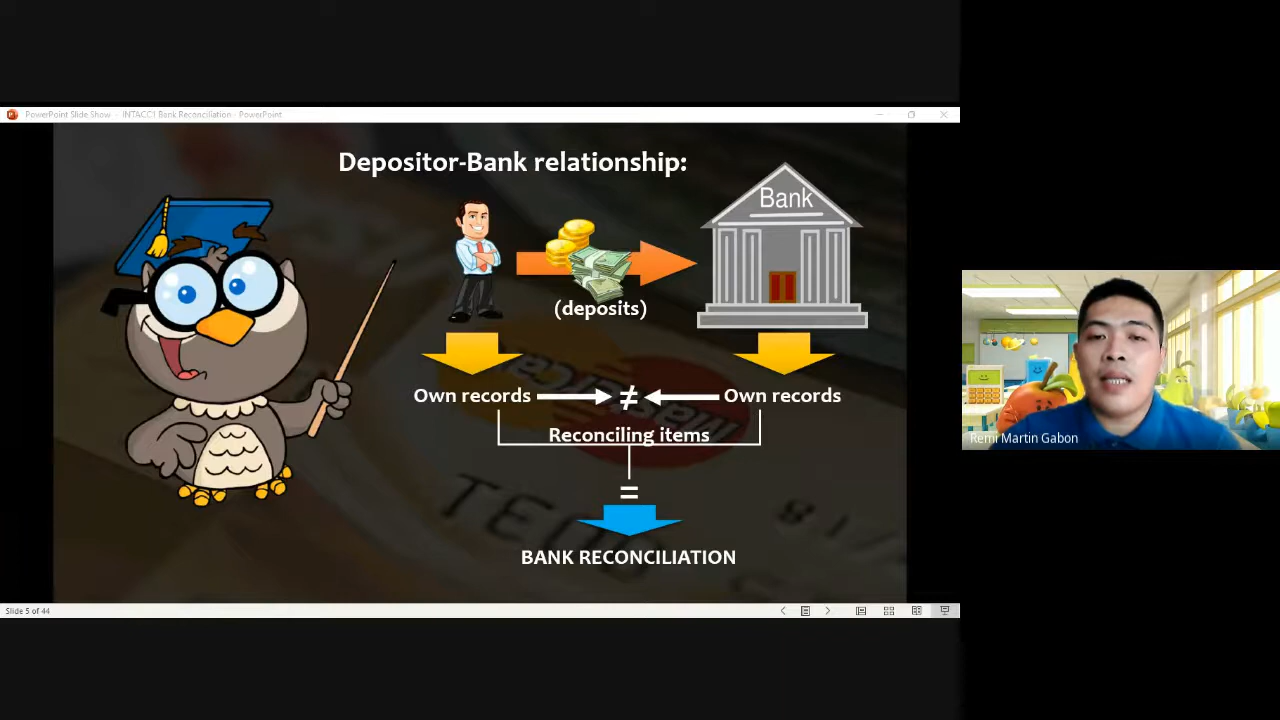 PowerPoint Slide Show - INTACC1 Bank Reconciliation - PowerPoint
Depositor-Bank relationship:
Bank
(deposits)
Own records ≠ Own records
Reconciling items
=
BANK RECONCILIATION
Remi Martin Gabon
Slide 5 of 44